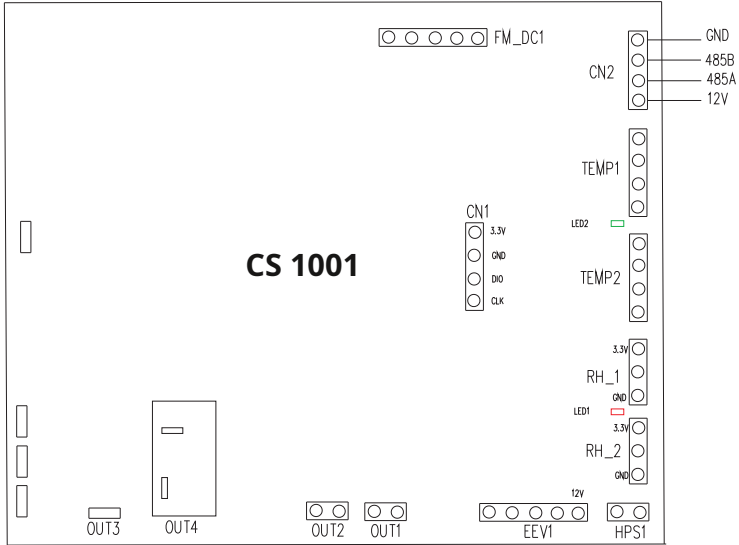 FM_DC1
GND
485B
CN2
485A
12V
TEMP1
CN1
LED2
3.3V
GND
CS 1001
DIO
TEMP2
CLK
3.3V
RH_1
GND
LED1
3.3V
RH_2
GND
12V
OUT3
OUT4
OUT2
OUT1
EEV1
HPS1